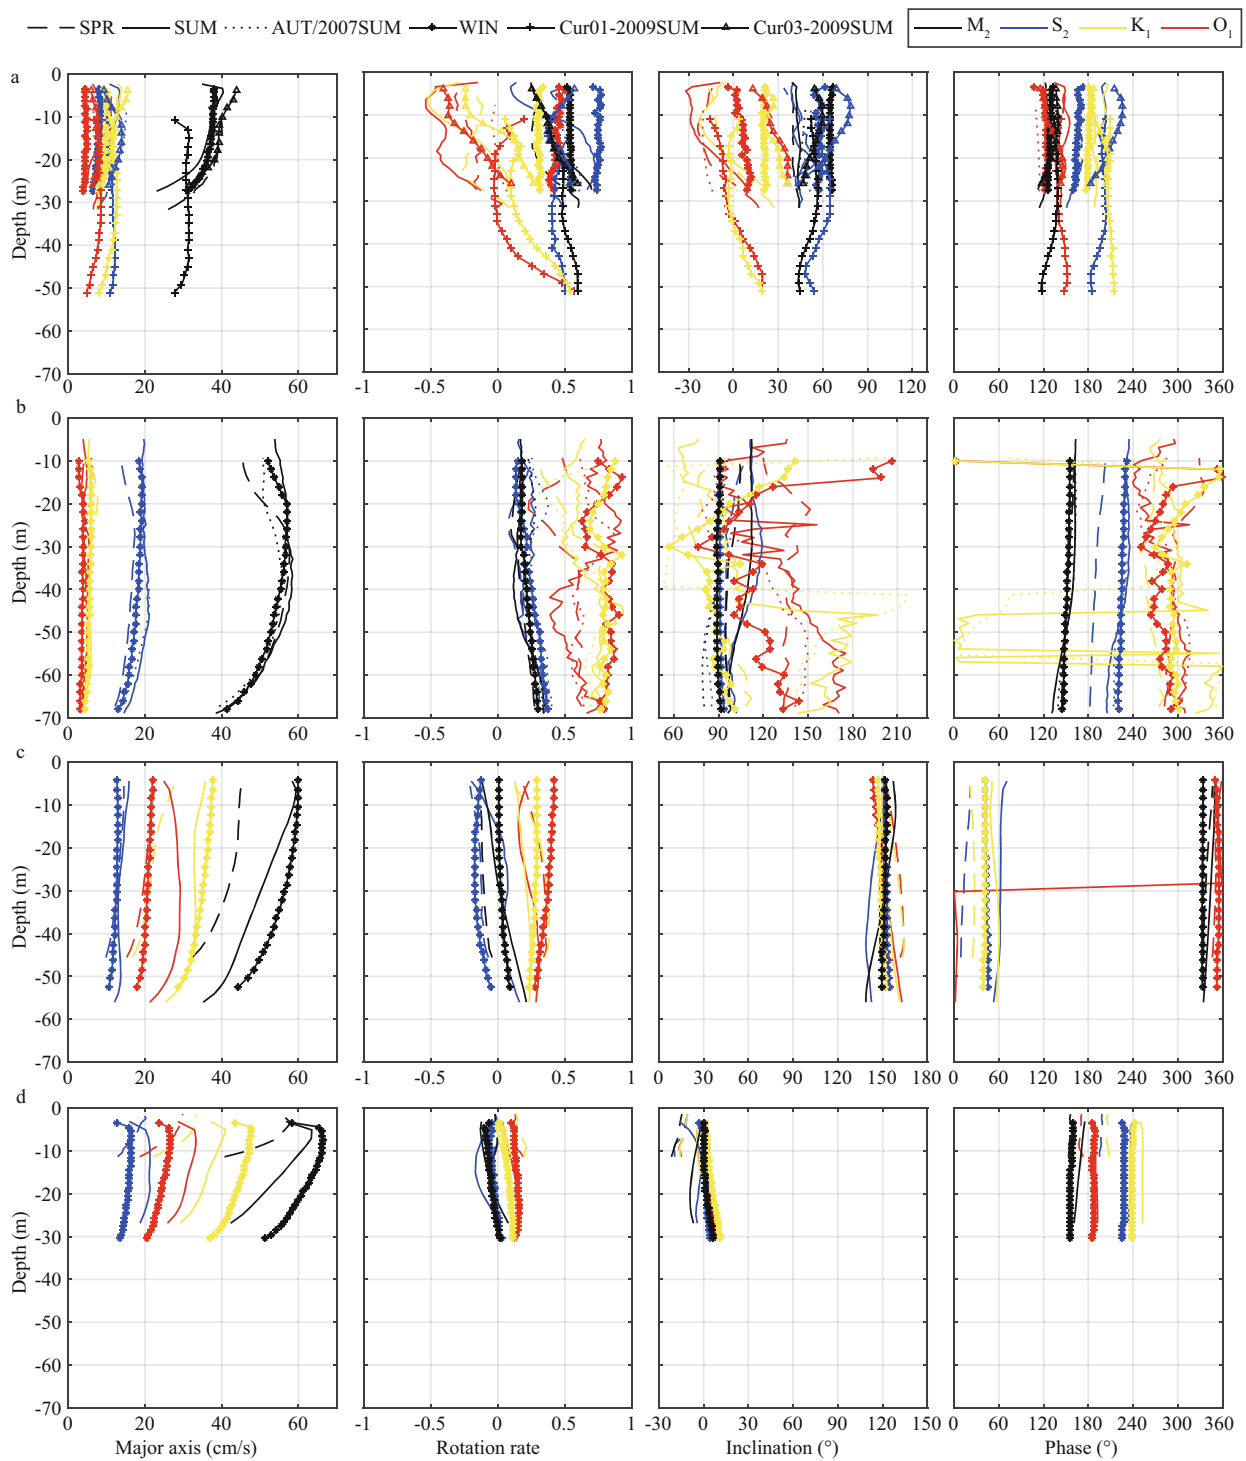 SPR SUM AUT/2007SUM WIN Cur01-2009SUM Cur03-2009SUM M2 S2 K1 O1
a
0
-10
-20
-30
-40
-50
-60
-70
Depth (m)
0 20 40 60
-1 -0.5 0 0.5 1
-30 0 30 60 90 120
0 60 120 180 240 300 360
b
0
-10
-20
-30
-40
-50
-60
-70
Depth (m)
0 20 40 60
-1 -0.5 0 0.5 1
60 90 120 150 180 210
0 60 120 180 240 300 360
c
0
-10
-20
-30
-40
-50
-60
-70
Depth (m)
0 20 40 60
-1 -0.5 0 0.5 1
0 30 60 90 120 150 180
0 60 120 180 240 300 360
d
0
-10
-20
-30
-40
-50
-60
-70
Depth (m)
0 20 40 60
-1 -0.5 0 0.5 1
-30 0 30 60 90 120 150
0 60 120 180 240 300 360
Major axis (cm/s) Rotation rate Inclination (°) Phase (°)